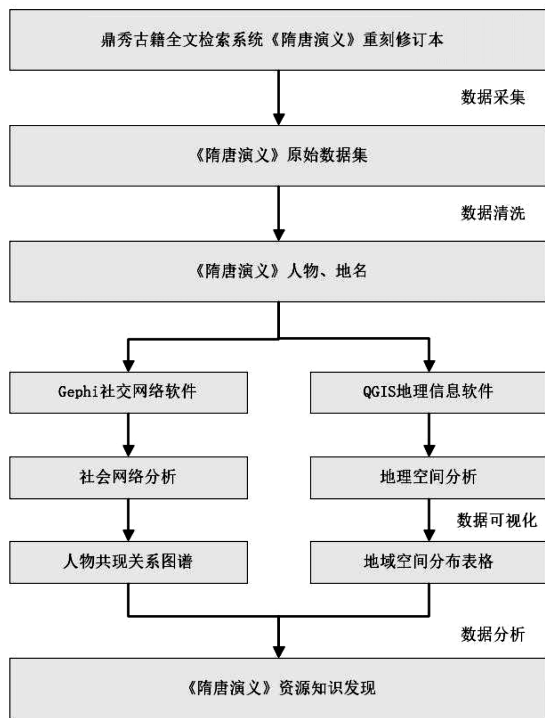 鼎秀古籍全文检索系统《隋唐演义》重刻修订本
数据采集
《隋唐演义》原始数据集
数据清洗
《隋唐演义》人物、地名
Gephi社交网络软件
QGIS地理信息软件
社会网络分析
地理空间分析
数据可视化
人物共现关系图谱
地域空间分布表格
数据分析
《隋唐演义》资源知识发现